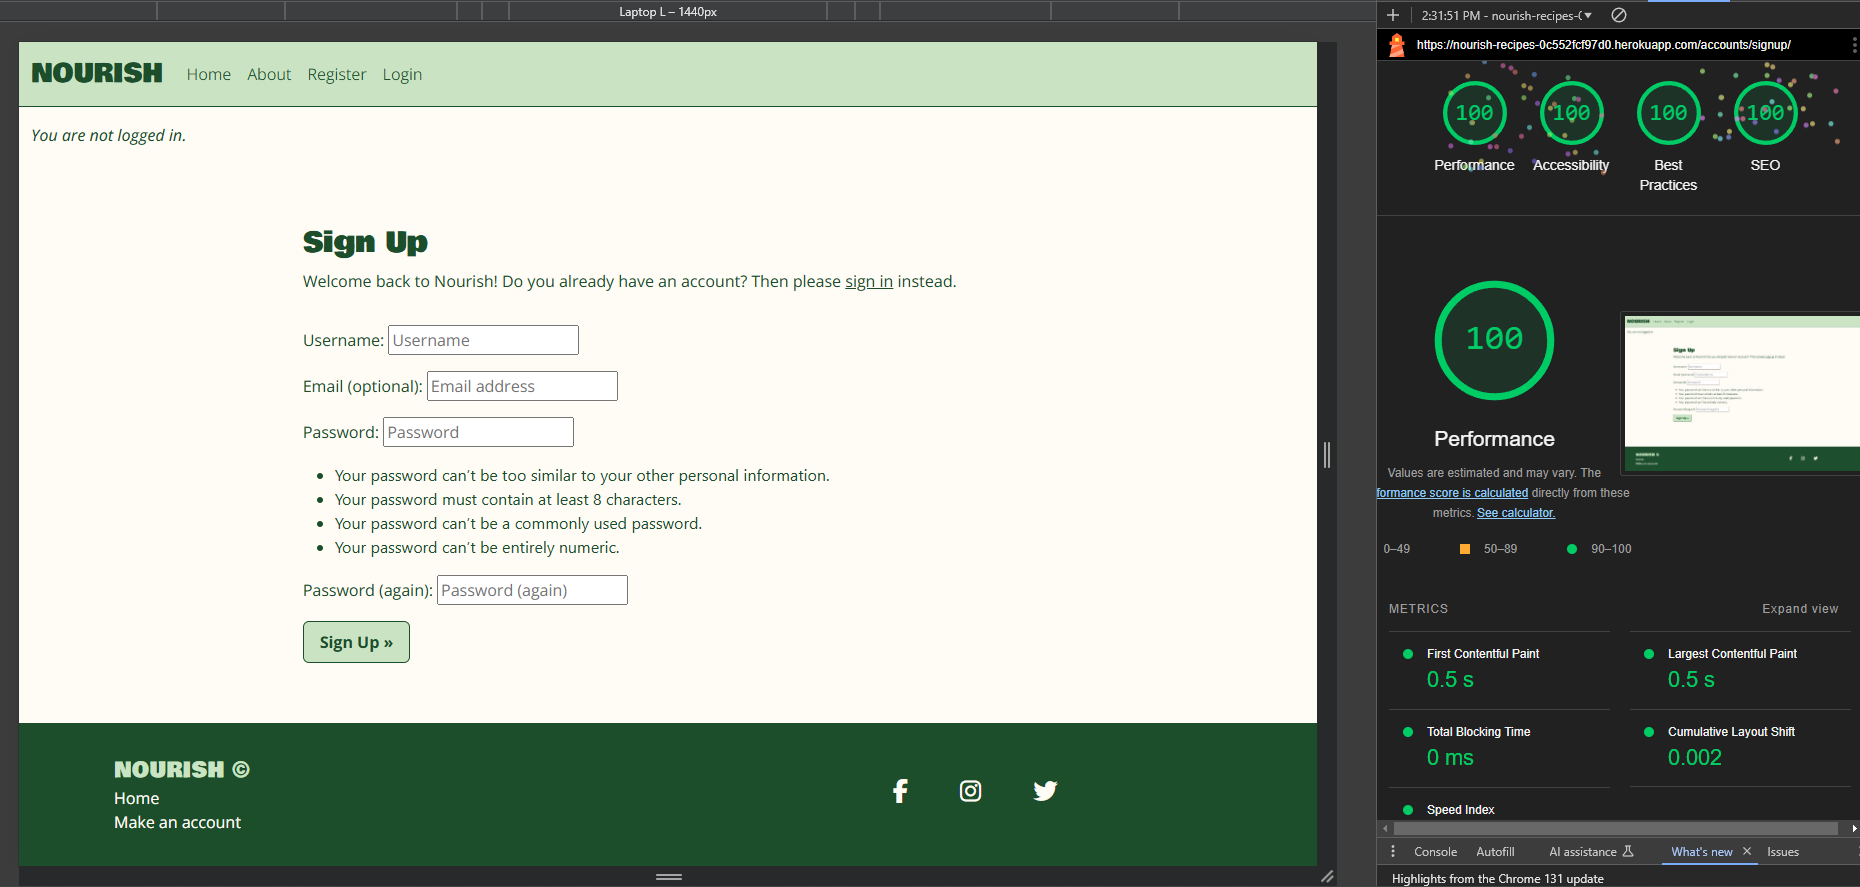 Laptop L – 1440px
NOURISH
Home About Register Login
You are not logged in.
Sign Up
Welcome back to Nourish! Do you already have an account? Then please sign in instead.
Username: Username
Email (optional): Email address
Password: Password
Your password can't be too similar to your other personal information.
Your password must contain at least 8 characters.
Your password can't be a commonly used password.
Your password can't be entirely numeric.
Password (again): Password (again)
Sign Up »
NOURISH ©
Home
Make an account
2:31:51 PM - nourish-recipes-0
https://nourish-recipes-0c552fcf97d0.herokuapp.com/accounts/signup/
100 100 100 100
Performance Accessibility Best Practices SEO
100
Performance
Values are estimated and may vary. The
formance score is calculated directly from these
metrics. See calculator.
0–49 50–89 90–100
METRICS Expand view
First Contentful Paint
0.5 s
Largest Contentful Paint
0.5 s
Total Blocking Time
0 ms
Cumulative Layout Shift
0.002
Speed Index
Console Autofill AI assistance What's new Issues
Highlights from the Chrome 131 update